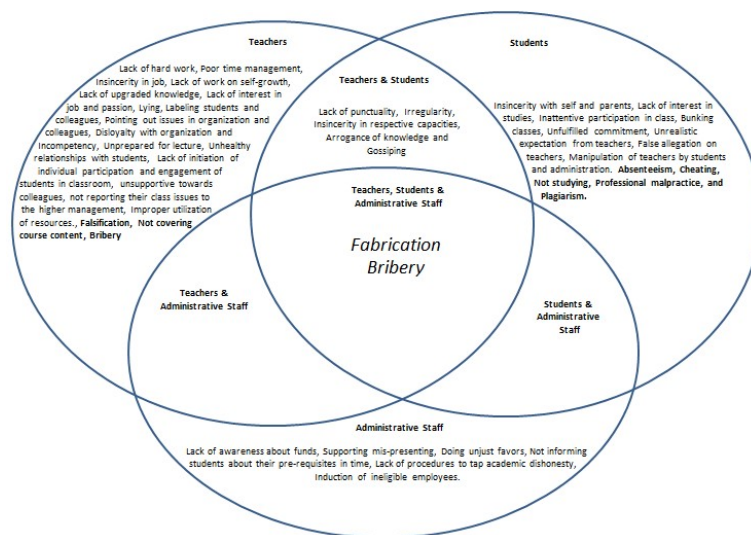 Teachers
Lack of hard work, Poor time management,
Insincerity in job, Lack of work on self-growth,
Lack of upgraded knowledge, Lack of interest in
job and passion, Lying, Labeling students and
colleagues, Pointing out issues in organization and
colleagues, Disloyalty with organization and
Incompetency, Unprepared for lecture, Unhealthy
relationships with students, Lack of initiation of
individual participation and engagement of
students in classroom, unsupportive towards
colleagues, not reporting their class issues to
the higher management, Improper utilization
of resources., Falsification, Not covering
course content, Bribery
Teachers & Students
Lack of punctuality, Irregularity,
Insincerity in respective capacities,
Arrogance of knowledge and
Gossiping
Students
Insincerity with self and parents, Lack of interest in
studies, Inattentive participation in class, Bunking
classes, Unfulfilled commitment, Unrealistic
expectation from teachers, False allegation on
teachers, Manipulation of teachers by students
and administration. Absenteeism, Cheating,
Not studying, Professional malpractice, and
Plagiarism.
Teachers, Students &
Administrative Staff
Fabrication
Bribery
Teachers &
Administrative Staff
Students &
Administrative
Staff
Administrative Staff
Lack of awareness about funds, Supporting mis-presenting, Doing unjust favors, Not informing
students about their pre-requisites in time, Lack of procedures to tap academic dishonesty,
Induction of ineligible employees.